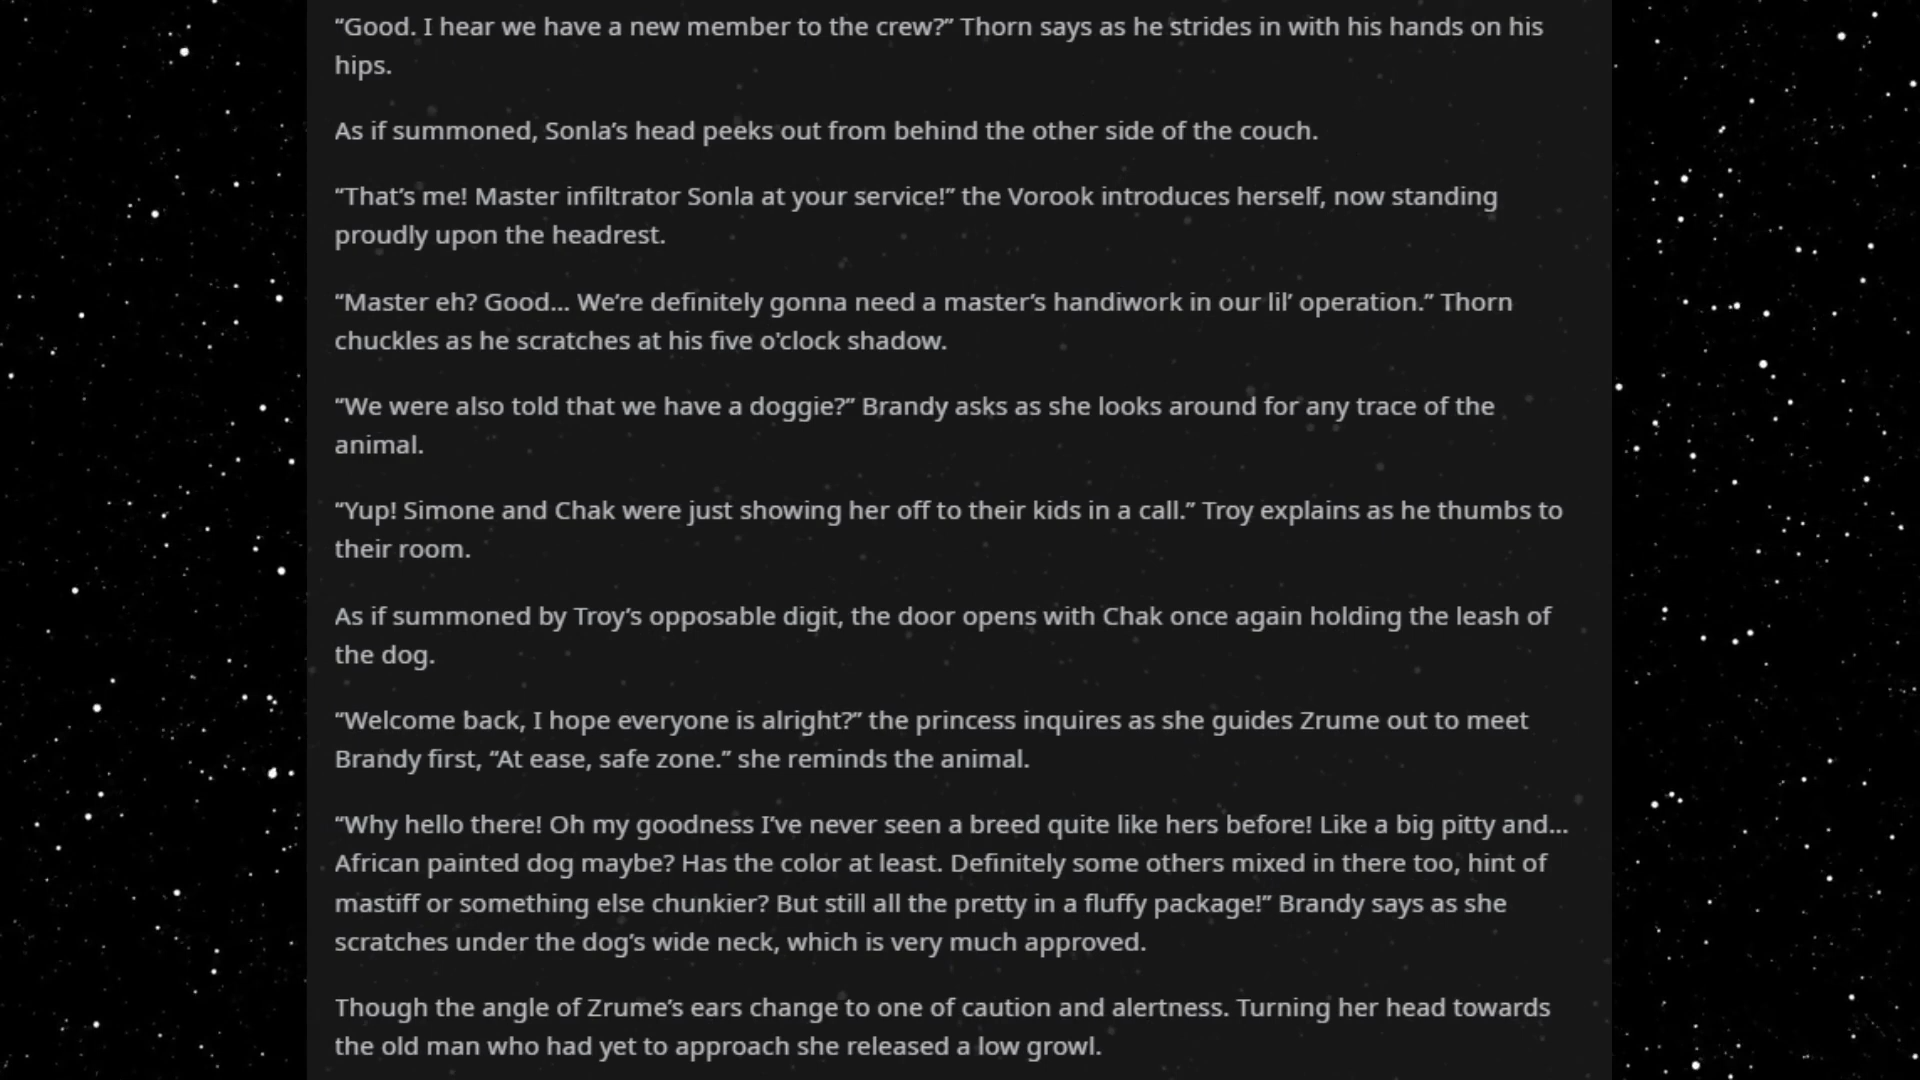 “Good. I hear we have a new member to the crew?” Thorn says as he strides in with his hands on his
hips.
As if summoned, Sonla’s head peeks out from behind the other side of the couch.
“That’s me! Master infiltrator Sonla at your service!” the Vorook introduces herself, now standing
proudly upon the headrest.
“Master eh? Good... We’re definitely gonna need a master’s handiwork in our lil’ operation.” Thorn
chuckles as he scratches at his five o'clock shadow.
“We were also told that we have a doggie?” Brandy asks as she looks around for any trace of the
animal.
“Yup! Simone and Chak were just showing her off to their kids in a call.” Troy explains as he thumbs to
their room.
As if summoned by Troy’s opposable digit, the door opens with Chak once again holding the leash of
the dog.
“Welcome back, I hope everyone is alright?” the princess inquires as she guides Zrume out to meet
Brandy first, “At ease, safe zone.” she reminds the animal.
“Why hello there! Oh my goodness I’ve never seen a breed quite like hers before! Like a big pitty and...
African painted dog maybe? Has the color at least. Definitely some others mixed in there too, hint of
mastiff or something else chunkier? But still all the pretty in a fluffy package!” Brandy says as she
scratches under the dog’s wide neck, which is very much approved.
Though the angle of Zrume’s ears change to one of caution and alertness. Turning her head towards
the old man who had yet to approach she released a low growl.